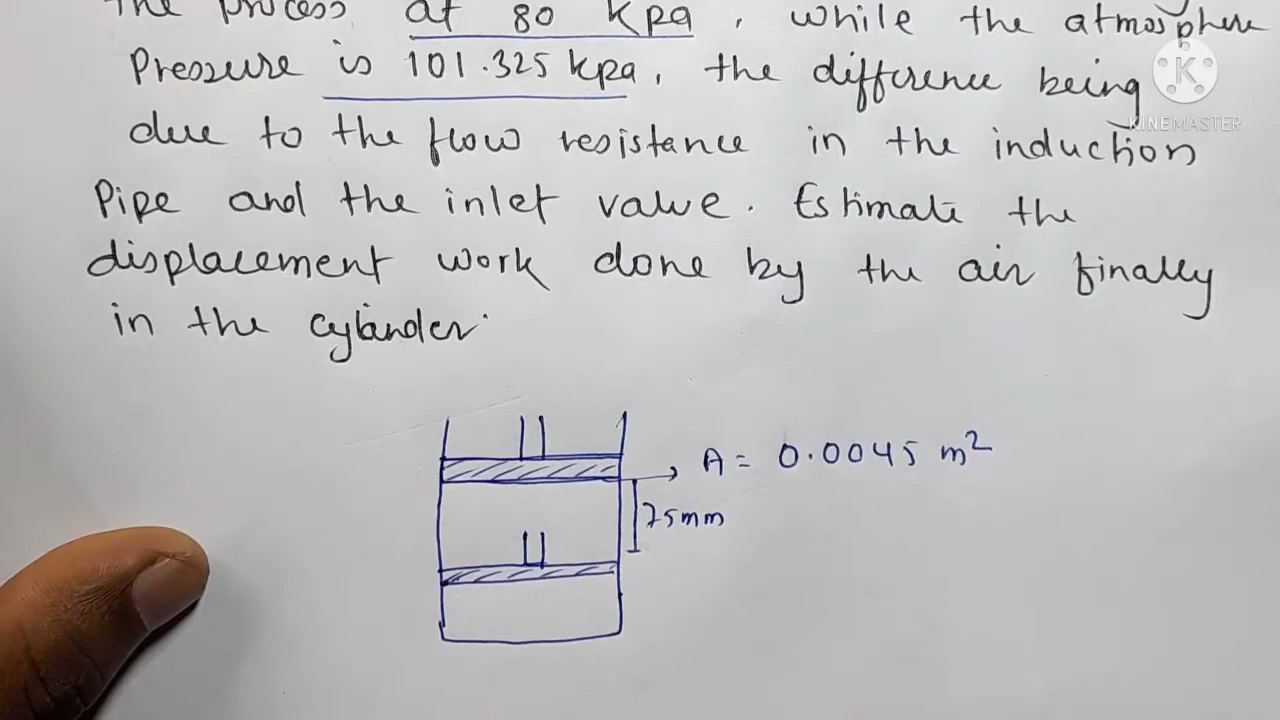 the process at 80 kpa, while the atmosphere
Pressure is 101.325 kpa, the difference being
due to the flow resistance in the induction
Pipe and the inlet valve. Estimate the
displacement work done by the air finally
in the cylinder.
A = 0.0045 m²
75mm
K
KINEMASTER